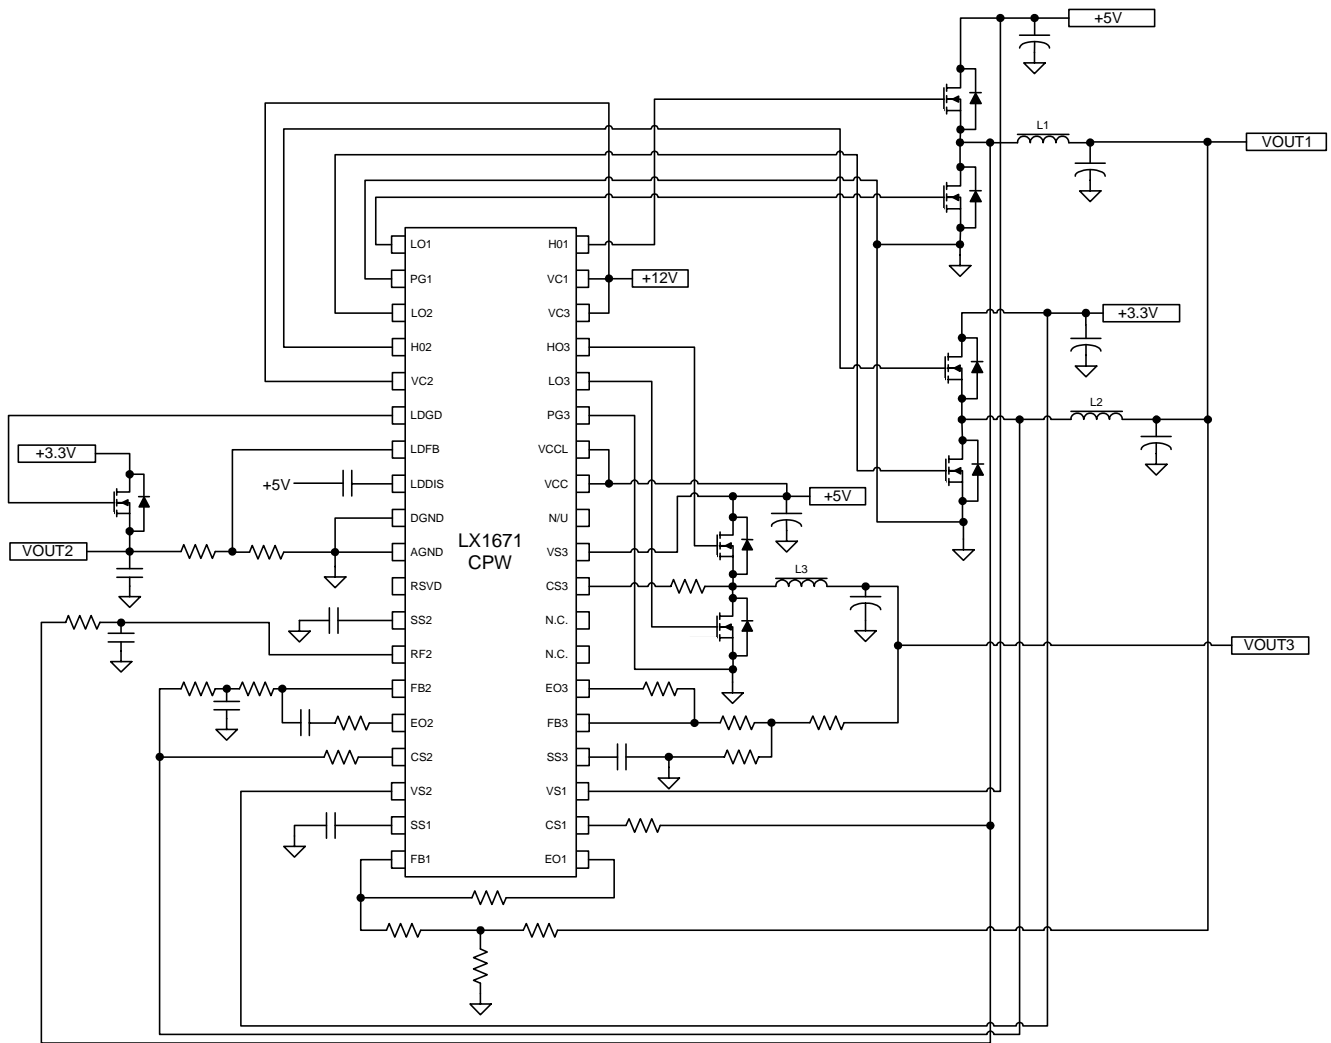 +5V
L1
VOUT1
LO1
H01
PG1
VC1
+12V
LO2
VC3
+3.3V
H02
HO3
VC2
LO3
LDGD
PG3
L2
+3.3V
LDFB
VCCL
+5V
LDDIS
VCC
+5V
DGND
N/U
LX1671
CPW
VOUT2
AGND
VS3
RSVD
CS3
L3
SS2
N.C.
RF2
N.C.
VOUT3
FB2
EO3
EO2
FB3
CS2
SS3
VS2
VS1
SS1
CS1
FB1
EO1